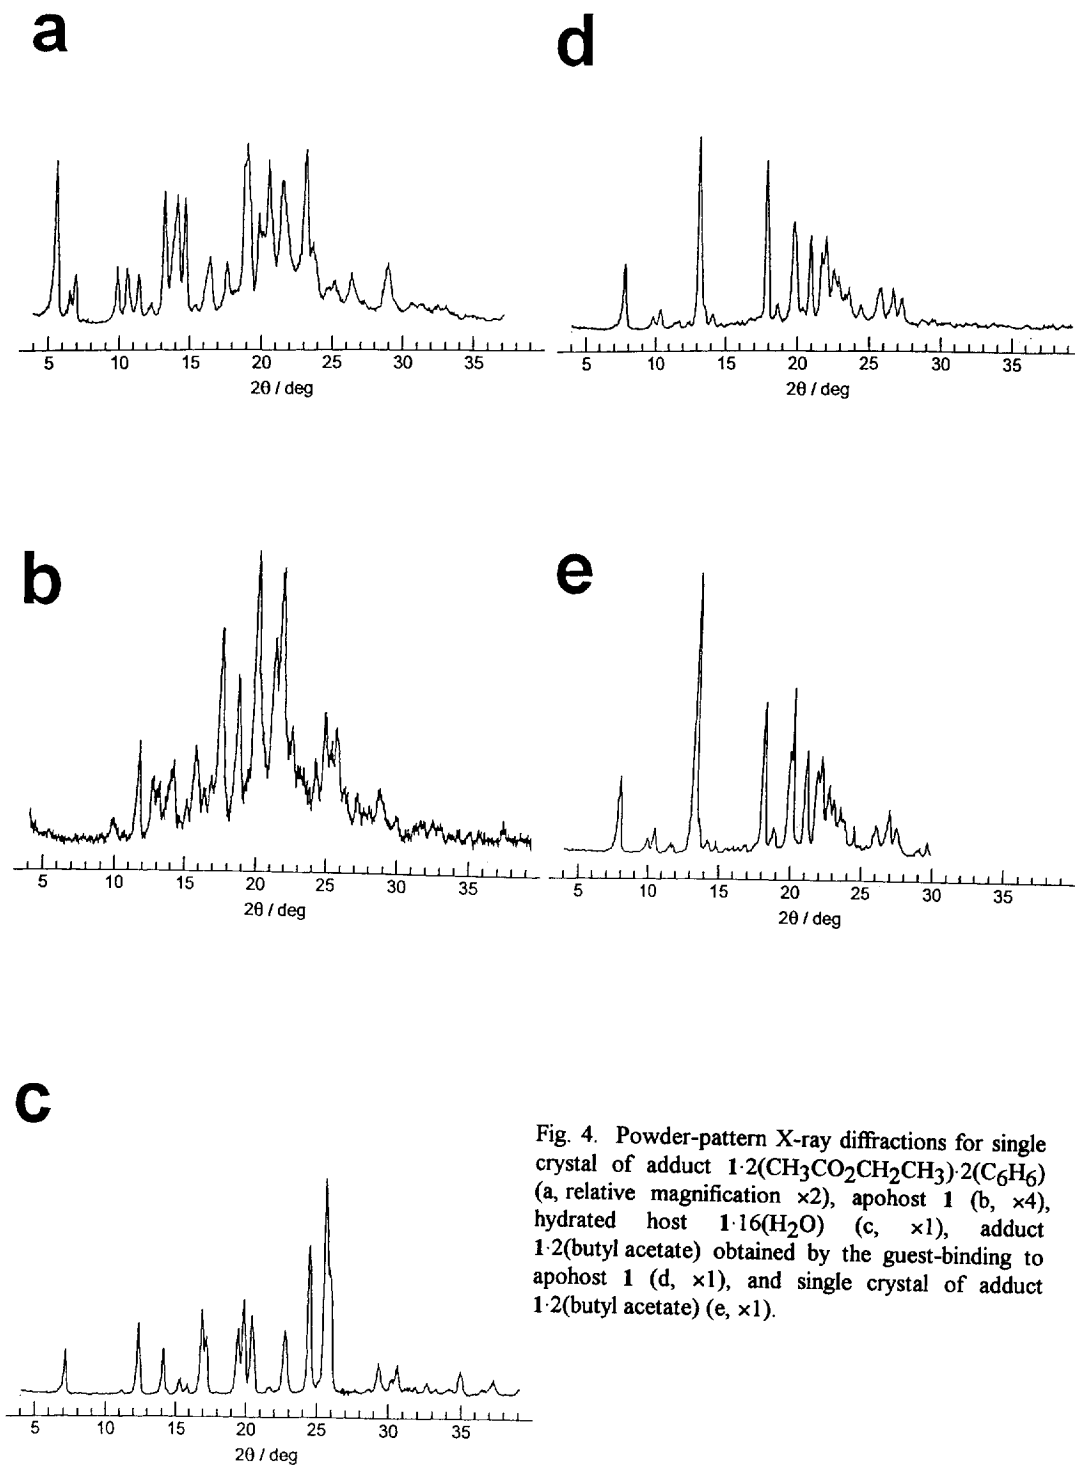 a
5 10 15 20 25 30 35
2θ / deg
d
5 10 15 20 25 30 35
2θ / deg
b
5 10 15 20 25 30 35
2θ / deg
e
5 10 15 20 25 30 35
2θ / deg
c
5 10 15 20 25 30 35
2θ / deg
Fig. 4. Powder-pattern X-ray diffractions for single
crystal of adduct 1·2(CH3CO2CH2CH3)·2(C6H6)
(a, relative magnification ×2), apohost 1 (b, ×4),
hydrated host 1·16(H2O) (c, ×1), adduct
1·2(butyl acetate) obtained by the guest-binding to
apohost 1 (d, ×1), and single crystal of adduct
1·2(butyl acetate) (e, ×1).